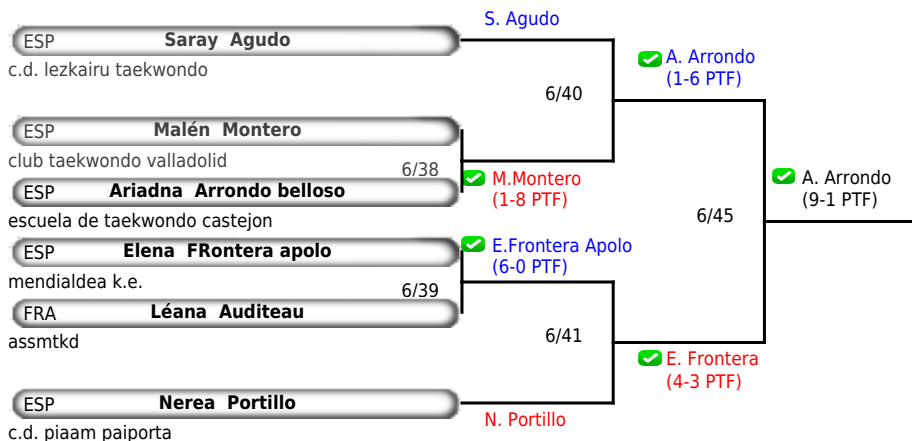 S. Agudo
ESP Saray Agudo
c.d. lezkairu taekwondo
A. Arrondo
(1-6 PTF)
6/40
ESP Malén Montero
club taekwondo valladolid
6/38
ESP Ariadna Arrondo belloso
escuela de taekwondo castejon
M.Montero
(1-8 PTF)
A. Arrondo
(9-1 PTF)
6/45
ESP Elena FRontera apolo
mendialdea k.e.
E.Frontera Apolo
(6-0 PTF)
6/39
FRA Léana Auditeau
assmtkd
6/41
E. Frontera
(4-3 PTF)
ESP Nerea Portillo
c.d. piaam paiporta
N. Portillo